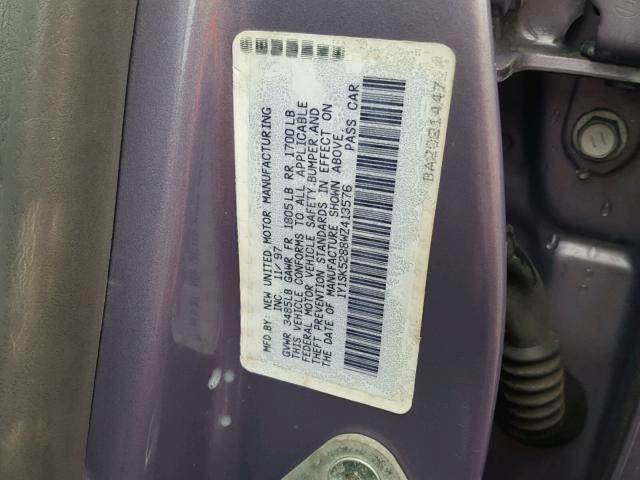 MFD.BY: NEW UNITED MOTOR MANUFACTURING
INC. 11/97
GVWR 3485LB GAWR FR 1805LB RR 1700LB
THIS VEHICLE CONFORMS TO ALL APPLICABLE
FEDERAL MOTOR VEHICLE SAFETY,BUMPER AND
THEFT PREVENTION STANDARDS IN EFFECT ON
THE DATE OF MANUFACTURE SHOWN ABOVE.
1Y1SK5288WZ413576 PASS CAR
BA20Q21447